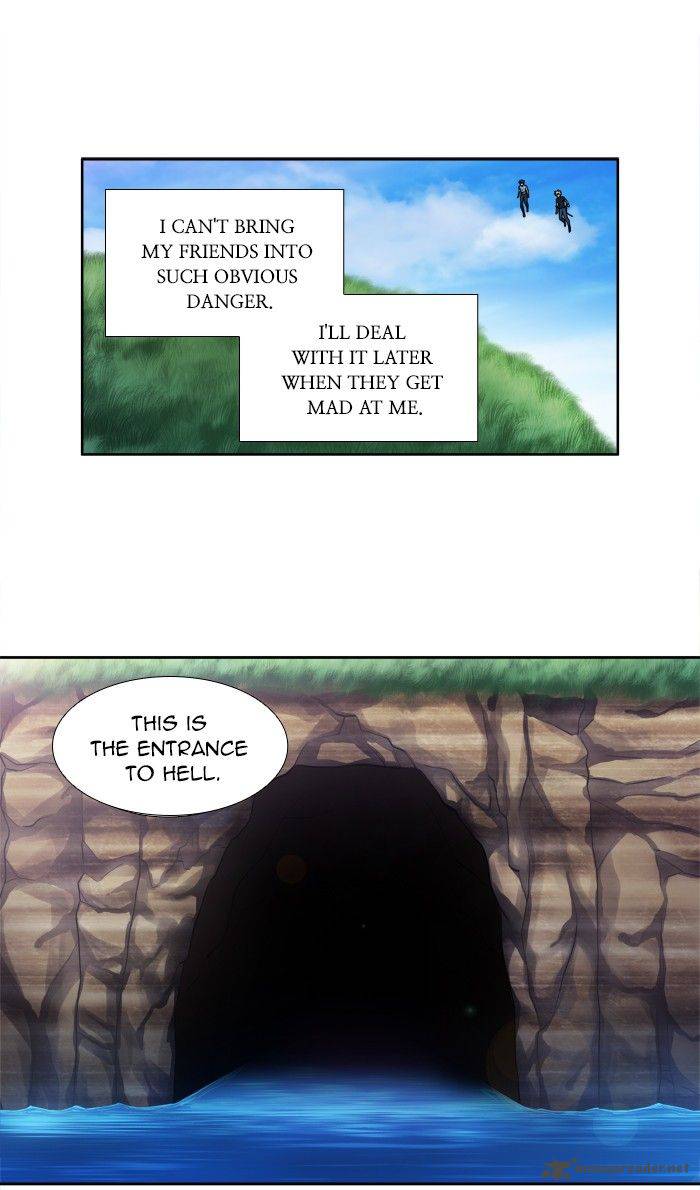 I CAN'T BRING
MY FRIENDS INTO
SUCH OBVIOUS
DANGER.
I'LL DEAL
WITH IT LATER
WHEN THEY GET
MAD AT ME.
THIS IS
THE ENTRANCE
TO HELL.